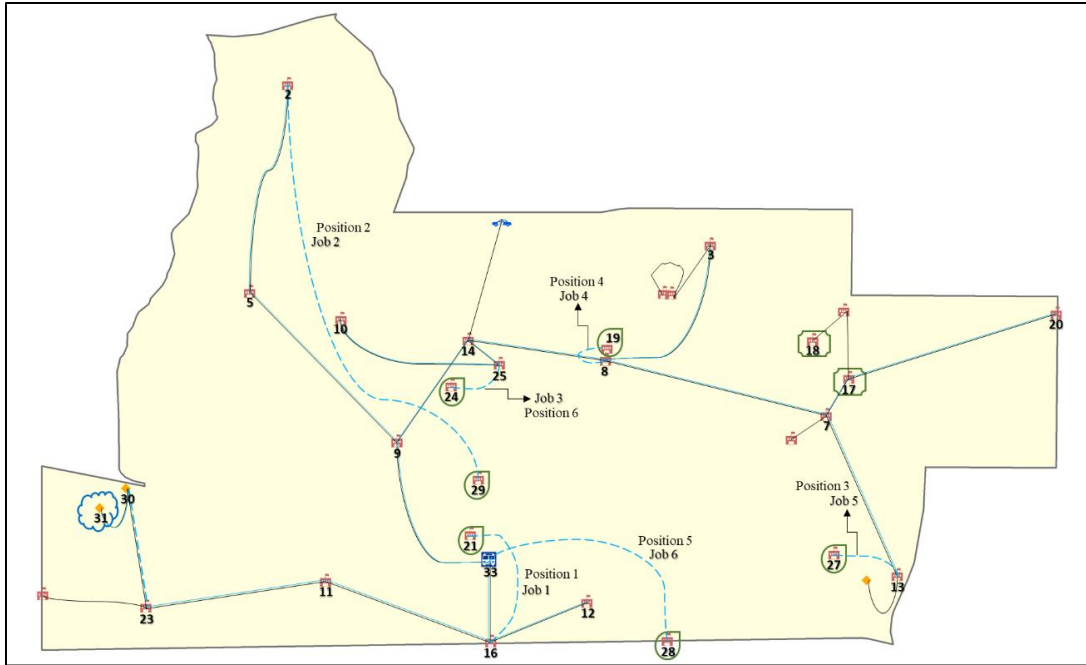 2
Position 2
Job 2
3
Position 4
Job 4
5
10
14
19
8
18
20
25
17
24
Job 3
Position 6
7
9
29
30
31
Position 3
Job 5
21
Position 5
Job 6
33
27
Position 1
Job 1
13
11
12
23
16
28